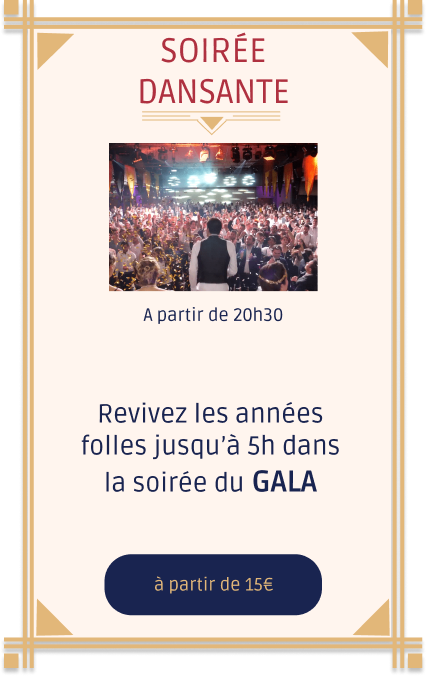 SOIRÉE
DANSANTE
A partir de 20h30
Revivez les années
folles jusqu'à 5h dans
la soirée du GALA
à partir de 15€